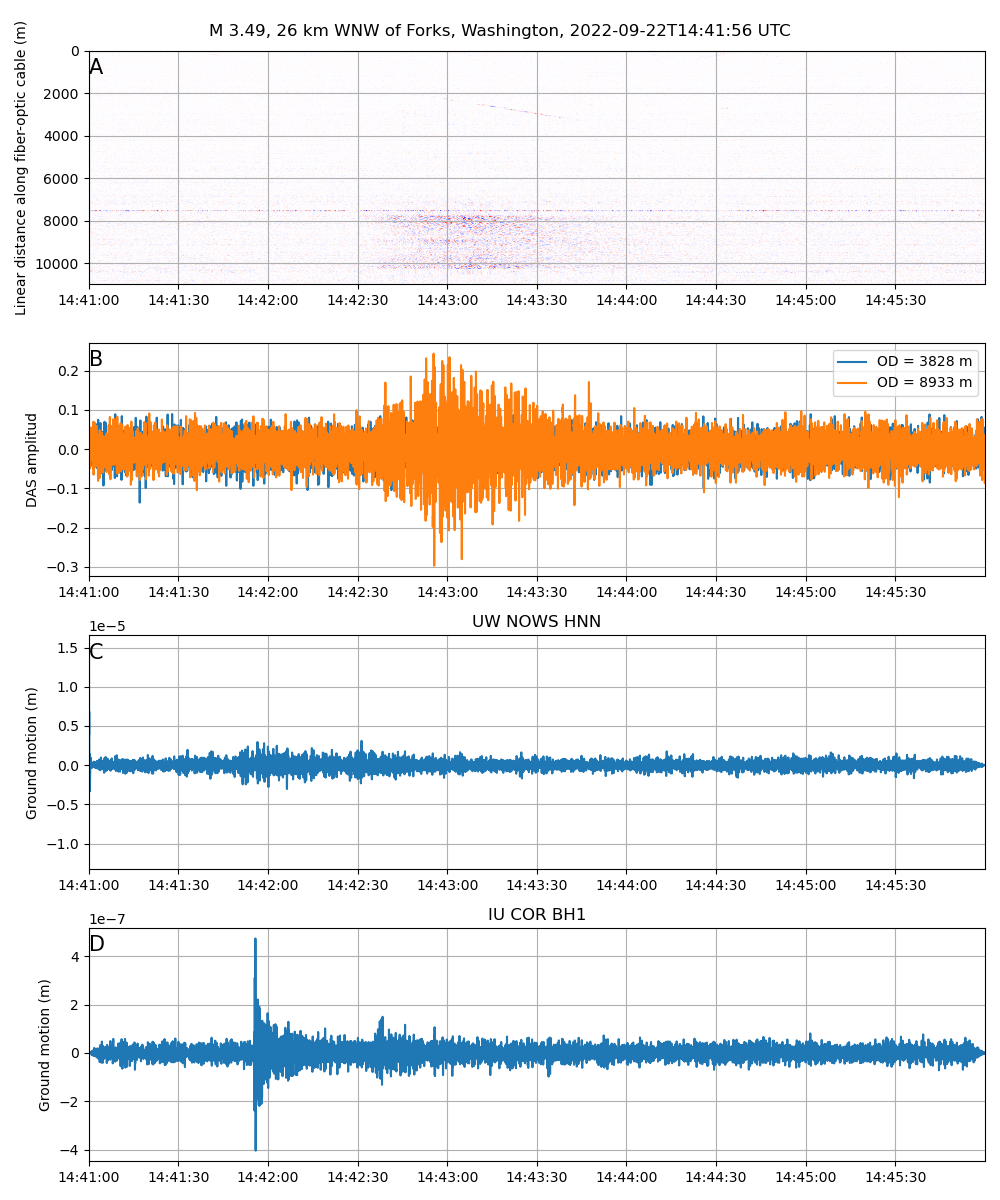 M 3.49, 26 km WNW of Forks, Washington, 2022-09-22T14:41:56 UTC
A
Linear distance along fiber-optic cable (m)
0
2000
4000
6000
8000
10000
14:41:00 14:41:30 14:42:00 14:42:30 14:43:00 14:43:30 14:44:00 14:44:30 14:45:00 14:45:30
B
OD = 3828 m
OD = 8933 m
DAS amplitud
0.2
0.1
0.0
−0.1
−0.2
−0.3
14:41:00 14:41:30 14:42:00 14:42:30 14:43:00 14:43:30 14:44:00 14:44:30 14:45:00 14:45:30
UW NOWS HNN
1e−5
C
Ground motion (m)
1.5
1.0
0.5
0.0
−0.5
−1.0
14:41:00 14:41:30 14:42:00 14:42:30 14:43:00 14:43:30 14:44:00 14:44:30 14:45:00 14:45:30
IU COR BH1
1e−7
D
Ground motion (m)
4
2
0
−2
−4
14:41:00 14:41:30 14:42:00 14:42:30 14:43:00 14:43:30 14:44:00 14:44:30 14:45:00 14:45:30